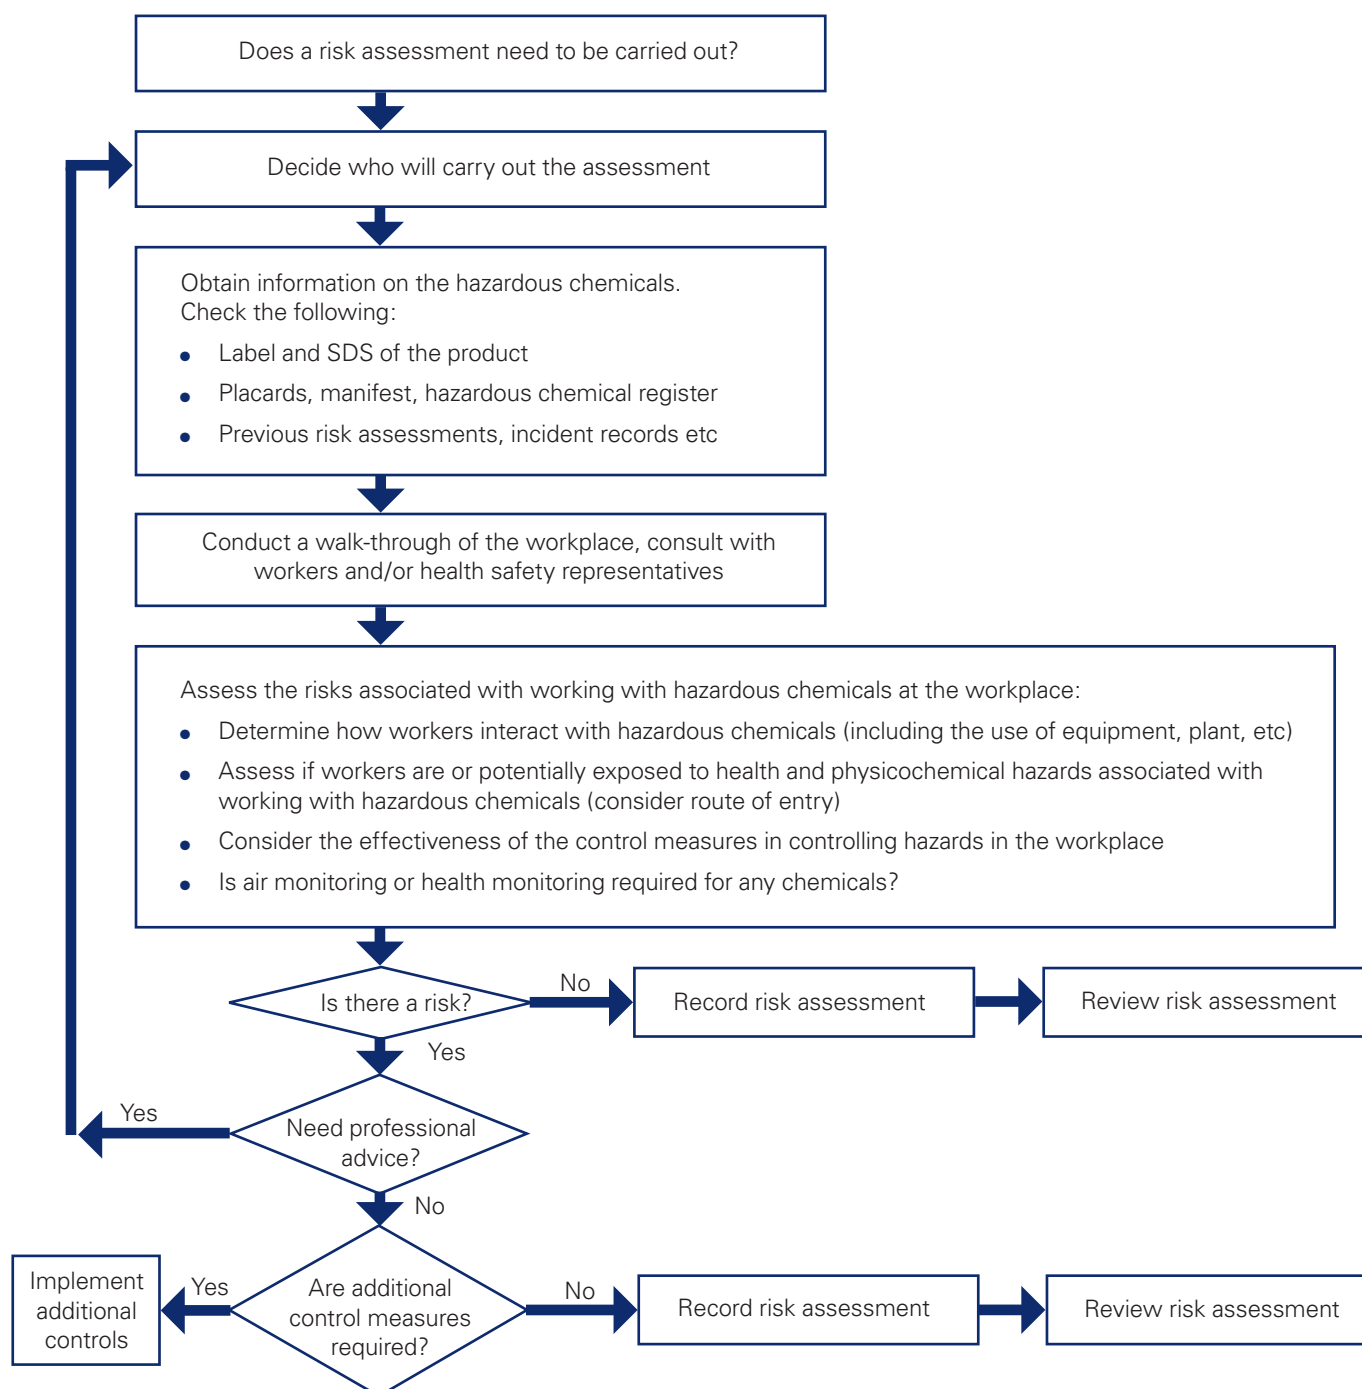 Does a risk assessment need to be carried out?
Decide who will carry out the assessment
Obtain information on the hazardous chemicals.
Check the following:
• Label and SDS of the product
• Placards, manifest, hazardous chemical register
• Previous risk assessments, incident records etc
Conduct a walk-through of the workplace, consult with
workers and/or health safety representatives
Assess the risks associated with working with hazardous chemicals at the workplace:
• Determine how workers interact with hazardous chemicals (including the use of equipment, plant, etc)
• Assess if workers are or potentially exposed to health and physicochemical hazards associated with
working with hazardous chemicals (consider route of entry)
• Consider the effectiveness of the control measures in controlling hazards in the workplace
• Is air monitoring or health monitoring required for any chemicals?
Is there a risk?
No
Record risk assessment
Review risk assessment
Yes
Need professional
advice?
Yes
No
Are additional
control measures
required?
Yes
Implement
additional
controls
No
Record risk assessment
Review risk assessment